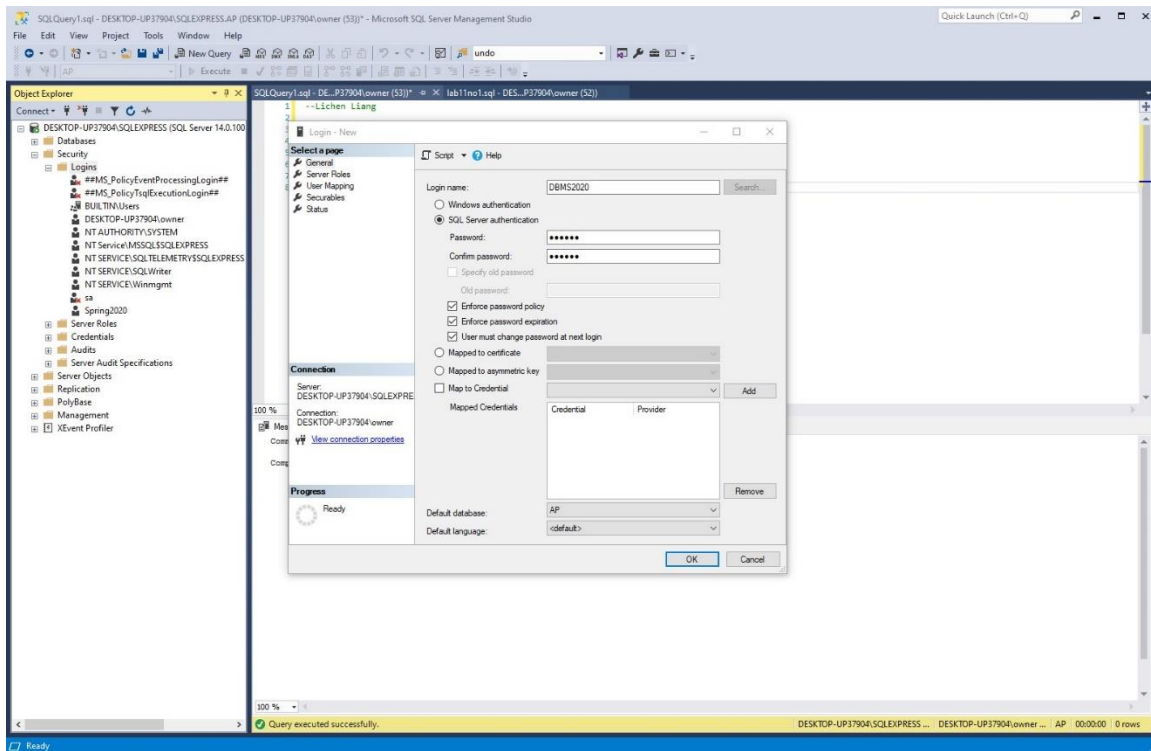 SQLQuery1.sql - DESKTOP-UP37904\SQLEXPRESS.AP (DESKTOP-UP37904\owner (53))* - Microsoft SQL Server Management Studio
Quick Launch (Ctrl+Q)
File Edit View Project Tools Window Help
New Query
undo
AP
Execute
Object Explorer
Connect
DESKTOP-UP37904\SQLEXPRESS (SQL Server 14.0.100
Databases
Security
Logins
##MS_PolicyEventProcessingLogin##
##MS_PolicyTsqlExecutionLogin##
BUILTIN\Users
DESKTOP-UP37904\owner
NT AUTHORITY\SYSTEM
NT Service\MSSQL$SQLEXPRESS
NT SERVICE\SQLTELEMETRY$SQLEXPRESS
NT SERVICE\SQLWriter
NT SERVICE\Winmgmt
sa
Spring2020
Server Roles
Credentials
Audits
Server Audit Specifications
Server Objects
Replication
PolyBase
Management
XEvent Profiler
SQLQuery1.sql - DE...P37904\owner (53))*
lab11no1.sql - DES...P37904\owner (52))
1 --Lichen Liang
Login - New
Select a page
General
Server Roles
User Mapping
Securables
Status
Connection
Server:
DESKTOP-UP37904\SQLEXPRE
Connection:
DESKTOP-UP37904\owner
View connection properties
Progress
Ready
Script Help
Login name: DBMS2020 Search...
Windows authentication
SQL Server authentication
Password: ••••••
Confirm password: ••••••
Specify old password
Old password:
Enforce password policy
Enforce password expiration
User must change password at next login
Mapped to certificate
Mapped to asymmetric key
Map to Credential Add
Mapped Credentials Credential Provider
Remove
Default database: AP
Default language: <default>
OK Cancel
100 %
Mes
Com
Comp
100 %
Query executed successfully.
DESKTOP-UP37904\SQLEXPRESS ... DESKTOP-UP37904\owner ... AP 00:00:00 0 rows
Ready